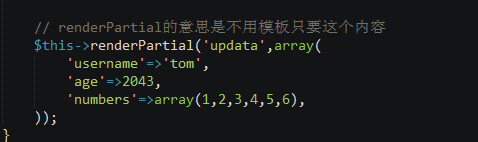 // renderPartial的意思是不用模板只要这个内容
$this->renderPartial('updata',array(
'username'=>'tom',
'age'=>2043,
'numbers'=>array(1,2,3,4,5,6),
));
}